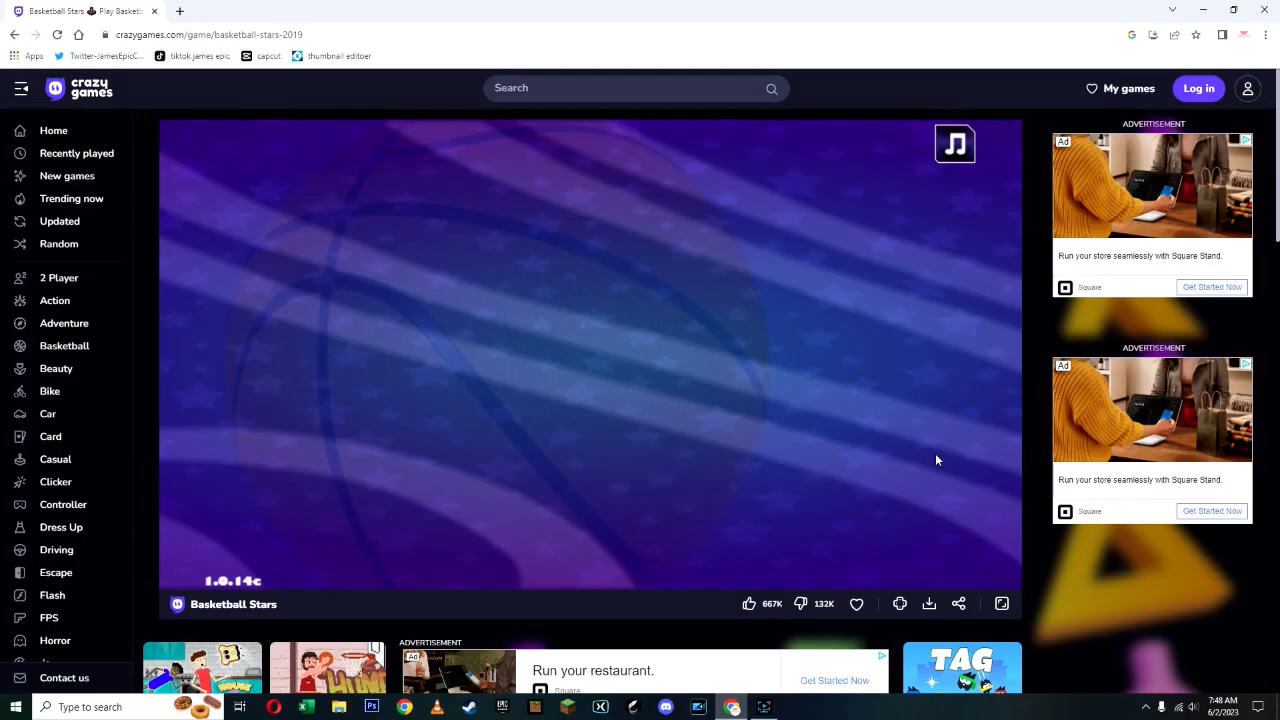 Basketball Stars 🕹️ Play Basketb
crazygames.com/game/basketball-stars-2019
Apps
Twitter-JamesEpicC...
tiktok james epic
capcut
thumbnail editoer
crazy
games
Search
My games
Log in
Home
Recently played
New games
Trending now
Updated
Random
2 Player
Action
Adventure
Basketball
Beauty
Bike
Car
Card
Casual
Clicker
Controller
Dress Up
Driving
Escape
Flash
FPS
Horror
Contact us
1.0.14c
Basketball Stars
667K
132K
ADVERTISEMENT
Ad
Run your store seamlessly with Square Stand.
Square
Get Started Now
ADVERTISEMENT
Ad
Run your store seamlessly with Square Stand.
Square
Get Started Now
ADVERTISEMENT
Ad
Run your restaurant.
Square
Get Started Now
HOUSE
TAG
Type here to search
7:48 AM
6/2/2023